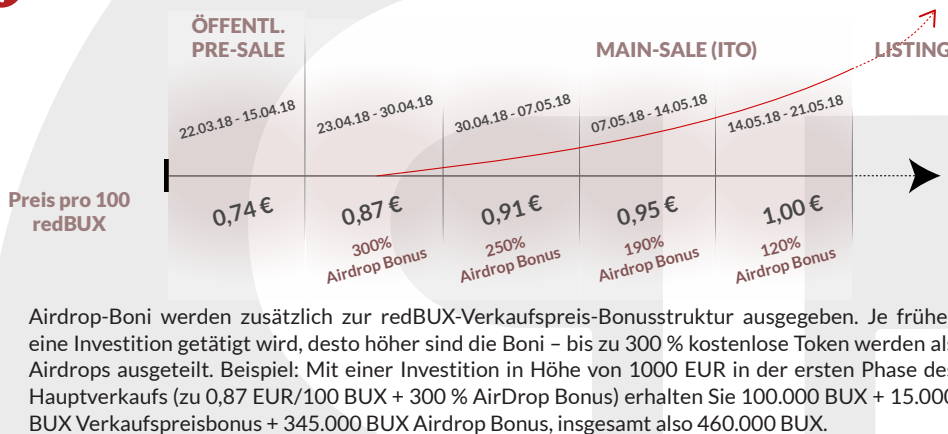 ÖFFENTL.
PRE-SALE
MAIN-SALE (ITO)
LISTING
22.03.18 - 15.04.18
23.04.18 - 30.04.18
30.04.18 - 07.05.18
07.05.18 - 14.05.18
14.05.18 - 21.05.18
Preis pro 100
redBUX
0,74 €
0,87 €
0,91 €
0,95 €
1,00 €
300%
Airdrop Bonus
250%
Airdrop Bonus
190%
Airdrop Bonus
120%
Airdrop Bonus
Airdrop-Boni werden zusätzlich zur redBUX-Verkaufspreis-Bonusstruktur ausgegeben. Je frühe
eine Investition getätigt wird, desto höher sind die Boni – bis zu 300 % kostenlose Token werden al
Airdrops ausgeteilt. Beispiel: Mit einer Investition in Höhe von 1000 EUR in der ersten Phase des
Hauptverkaufs (zu 0,87 EUR/100 BUX + 300 % AirDrop Bonus) erhalten Sie 100.000 BUX + 15.000
BUX Verkaufspreisbonus + 345.000 BUX Airdrop Bonus, insgesamt also 460.000 BUX.